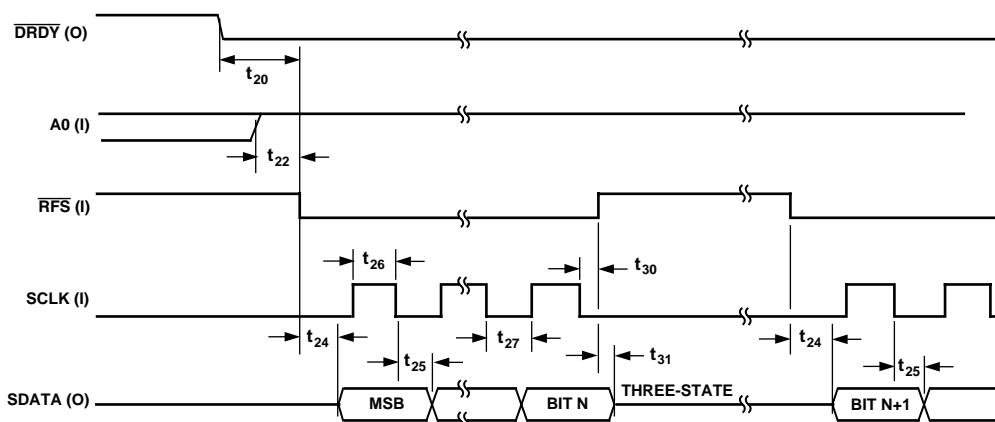 DRDY (O)
t20
A0 (I)
t22
RFS (I)
t26
t30
SCLK (I)
t24
t25
t27
t31
t24
t25
SDATA (O)
MSB
BIT N
THREE-STATE
BIT N+1